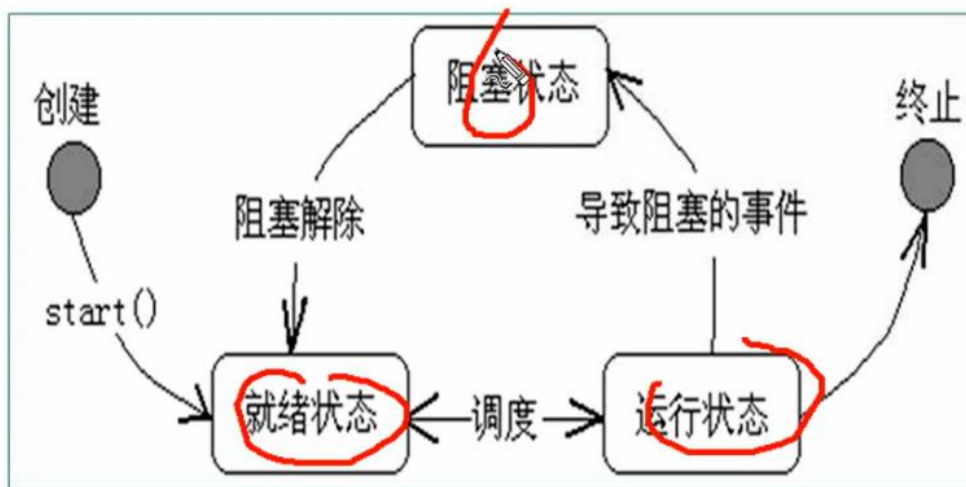 阻塞状态
创建
终止
阻塞解除
导致阻塞的事件
start()
就绪状态
调度
运行状态